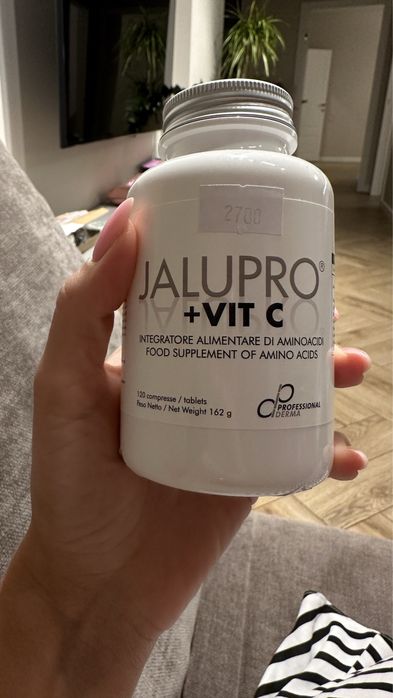 2700
JALUPRO®
+VIT C
INTEGRATORE ALIMENTARE DI AMINOACIDI
FOOD SUPPLEMENT OF AMINO ACIDS
120 compresse / tablets
Peso Netto / Net Weight 162 g
dp PROFESSIONAL
DERMA